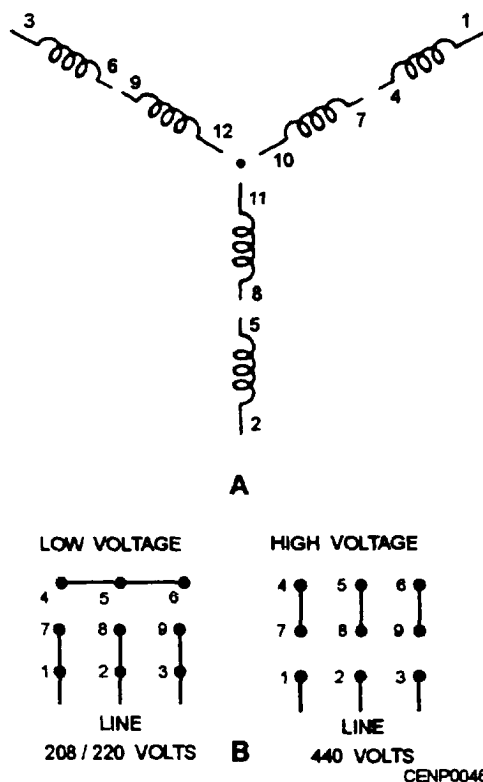 3 1
6 4
9 7
12 10
11
8
5
2
A
LOW VOLTAGE HIGH VOLTAGE
4 5 6 4 5 6
7 8 9 7 8 9
1 2 3 1 2 3
LINE LINE
208 / 220 VOLTS B 440 VOLTS
CENP0046